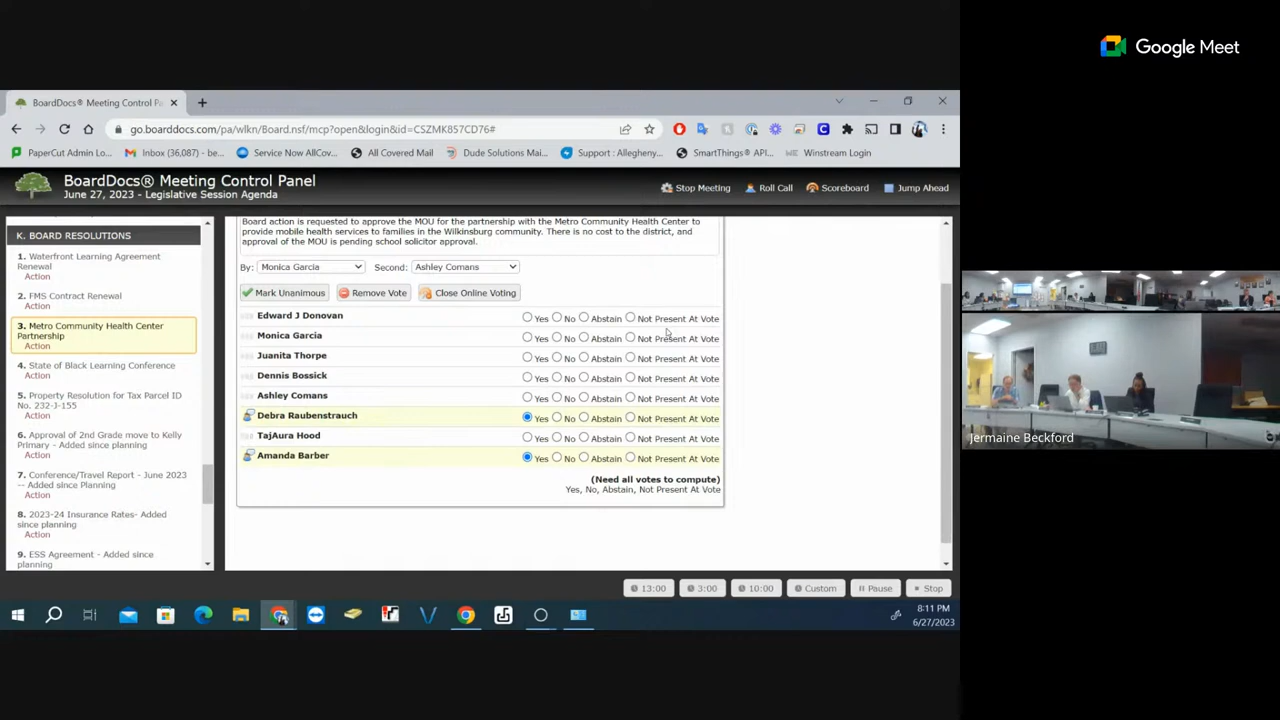 Google Meet
BoardDocs® Meeting Control Pa
go.boarddocs.com/pa/wlkn/Board.nsf/mcp?open&login&id=CSZMK857CD76#
PaperCut Admin Lo... Inbox (36,087) - be... Service Now AllCov... All Covered Mail Dude Solutions Mai... Support : Allegheny... SmartThings® API... Winstream Login
BoardDocs® Meeting Control Panel
June 27, 2023 - Legislative Session Agenda
Stop Meeting Roll Call Scoreboard Jump Ahead
K. BOARD RESOLUTIONS
1. Waterfront Learning Agreement
Renewal
Action
2. FMS Contract Renewal
Action
3. Metro Community Health Center
Partnership
Action
4. State of Black Learning Conference
Action
5. Property Resolution for Tax Parcel ID
No. 232-J-155
Action
6. Approval of 2nd Grade move to Kelly
Primary - Added since planning
Action
7. Conference/Travel Report - June 2023
-- Added since Planning
Action
8. 2023-24 Insurance Rates- Added
since planning
Action
9. ESS Agreement - Added since
planning
Board action is requested to approve the MOU for the partnership with the Metro Community Health Center to
provide mobile health services to families in the Wilkinsburg community. There is no cost to the district, and
approval of the MOU is pending school solicitor approval.
By: Monica Garcia Second: Ashley Comans
Mark Unanimous Remove Vote Close Online Voting
Edward J Donovan Yes No Abstain Not Present At Vote
Monica Garcia Yes No Abstain Not Present At Vote
Juanita Thorpe Yes No Abstain Not Present At Vote
Dennis Bossick Yes No Abstain Not Present At Vote
Ashley Comans Yes No Abstain Not Present At Vote
Debra Raubenstrauch Yes No Abstain Not Present At Vote
TajAura Hood Yes No Abstain Not Present At Vote
Amanda Barber Yes No Abstain Not Present At Vote
(Need all votes to compute)
Yes, No, Abstain, Not Present At Vote
13:00 3:00 10:00 Custom Pause Stop
8:11 PM
6/27/2023
Jermaine Beckford